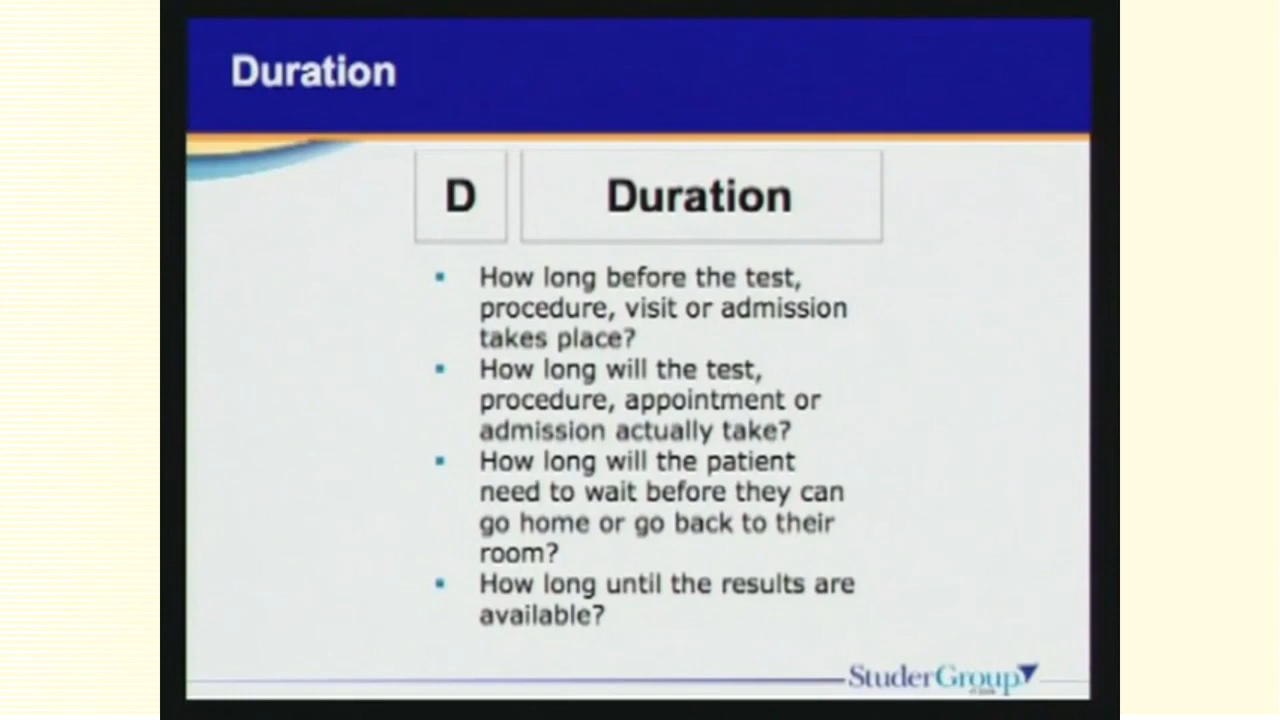 Duration
D Duration
How long before the test,
procedure, visit or admission
takes place?
How long will the test,
procedure, appointment or
admission actually take?
How long will the patient
need to wait before they can
go home or go back to their
room?
How long until the results are
available?
StuderGroup